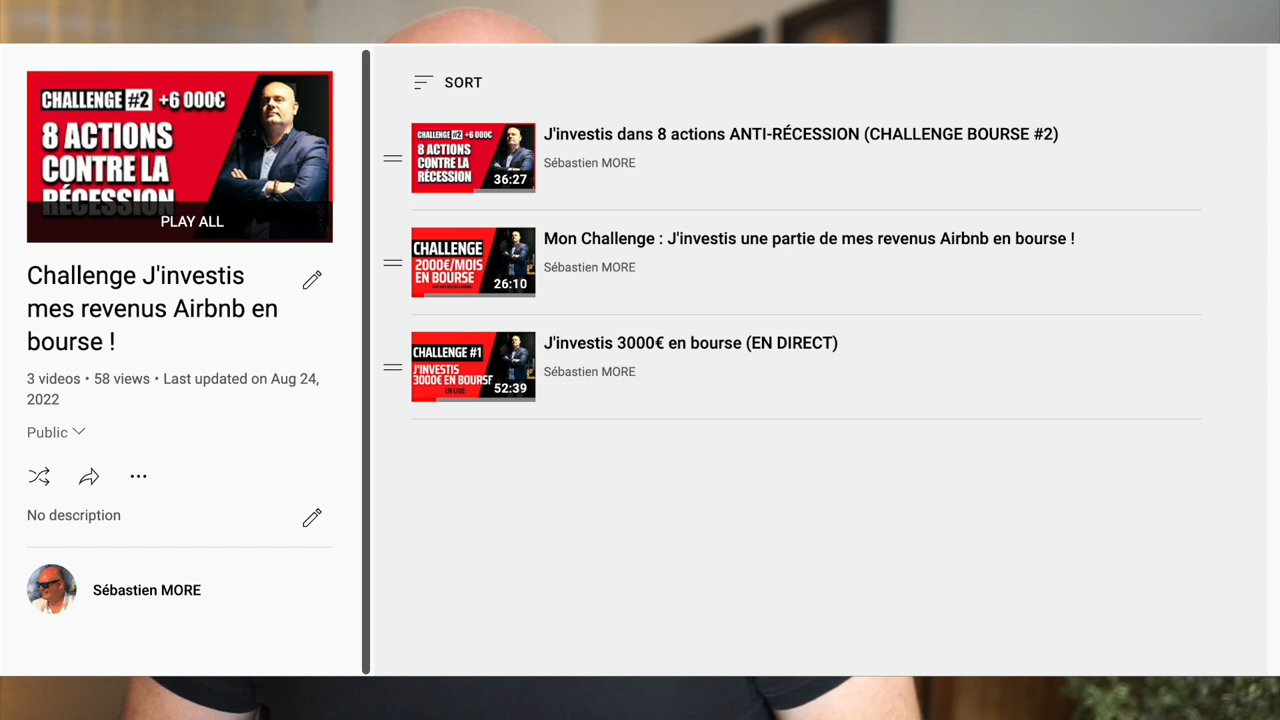 CHALLENGE #2 +6 000€
8 ACTIONS
CONTRE LA
RÉCESSION
PLAY ALL
Challenge J'investis
mes revenus Airbnb en
bourse !
3 videos • 58 views • Last updated on Aug 24,
2022
Public
No description
Sébastien MORE
SORT
CHALLENGE #2 +6 000€
8 ACTIONS
CONTRE LA
RÉCESSION
36:27
J'investis dans 8 actions ANTI-RÉCESSION (CHALLENGE BOURSE #2)
Sébastien MORE
CHALLENGE
2000€/MOIS
EN BOURSE
26:10
Mon Challenge : J'investis une partie de mes revenus Airbnb en bourse !
Sébastien MORE
CHALLENGE #1
J'INVESTIS
3000€ EN BOURSE
EN LIVE
52:39
J'investis 3000€ en bourse (EN DIRECT)
Sébastien MORE